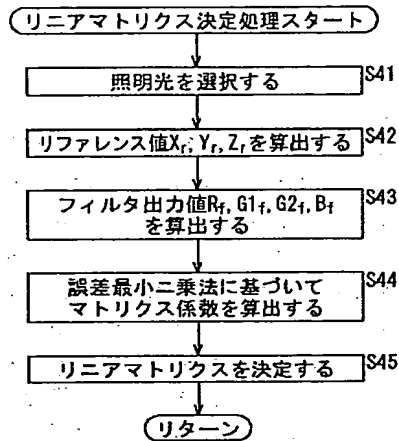 リニアマトリクス決定処理スタート
照明光を選択する
S41
リファレンス値Xr, Yr, Zrを算出する
S42
フィルタ出力値Rf, G1f, G2f, Bf
を算出する
S43
誤差最小二乗法に基づいて
マトリクス係数を算出する
S44
リニアマトリクスを決定する
S45
リターン